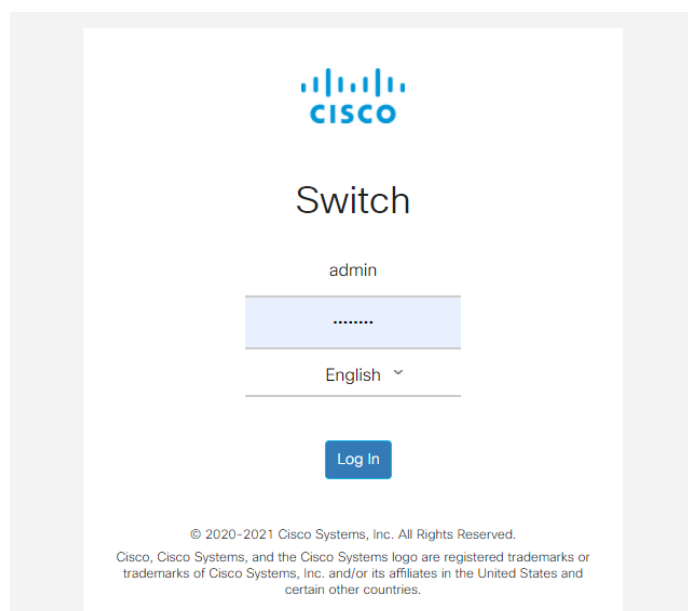 CISCO
Switch
admin
········
English
Log In
© 2020-2021 Cisco Systems, Inc. All Rights Reserved.
Cisco, Cisco Systems, and the Cisco Systems logo are registered trademarks or
trademarks of Cisco Systems, Inc. and/or its affiliates in the United States and
certain other countries.